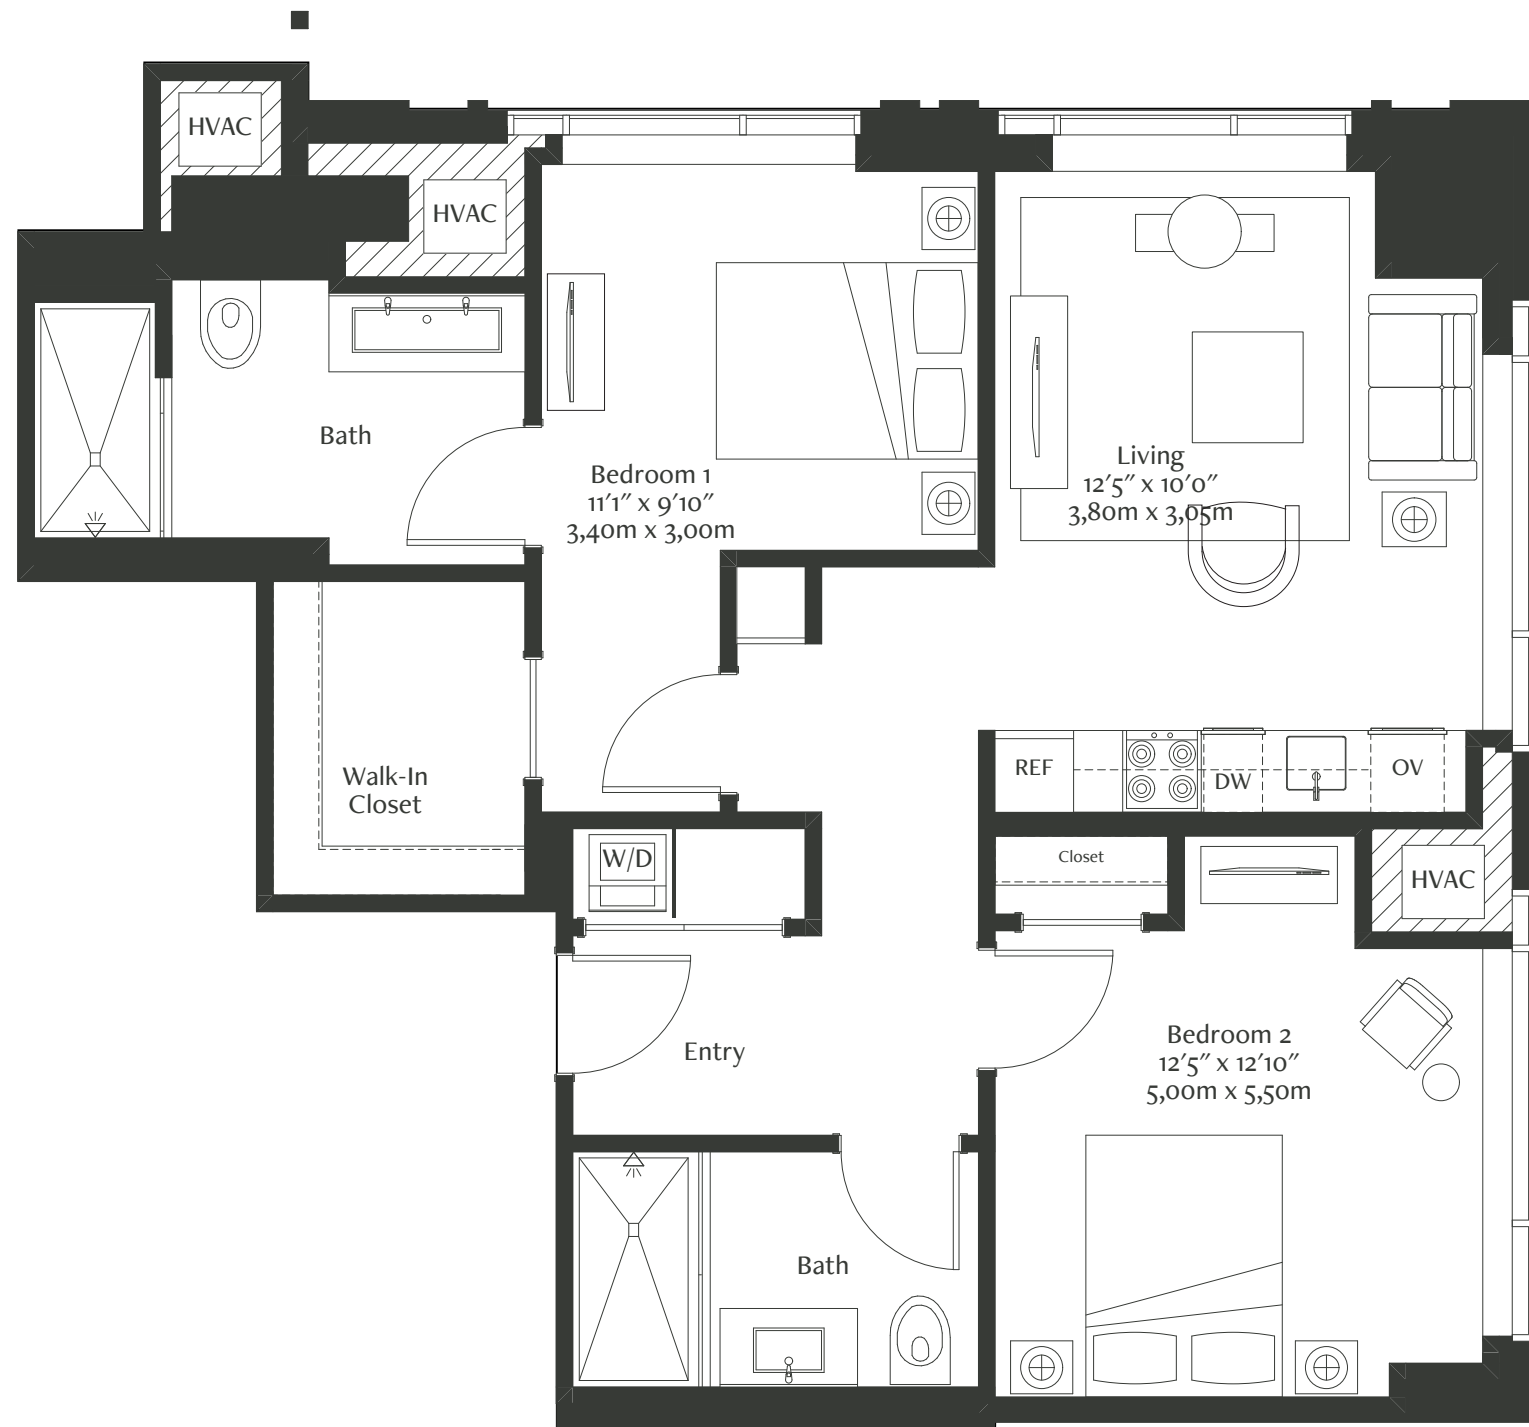 HVAC
HVAC
Bath
Bedroom 1
11'1" x 9'10"
3,40m x 3,00m
Living
12'5" x 10'0"
3,80m x 3,05m
Walk-In
Closet
REF
DW
OV
W/D
Closet
HVAC
Entry
Bedroom 2
12'5" x 12'10"
5,00m x 5,50m
Bath